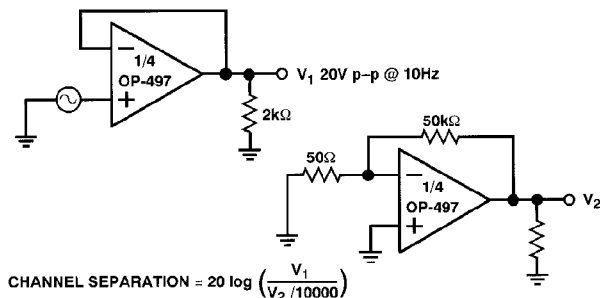 1/4
OP-497
V1 20V p-p @ 10Hz
2kΩ
50kΩ
50Ω
1/4
OP-497
V2
CHANNEL SEPARATION = 20 log (V1 / (V2 /10000))